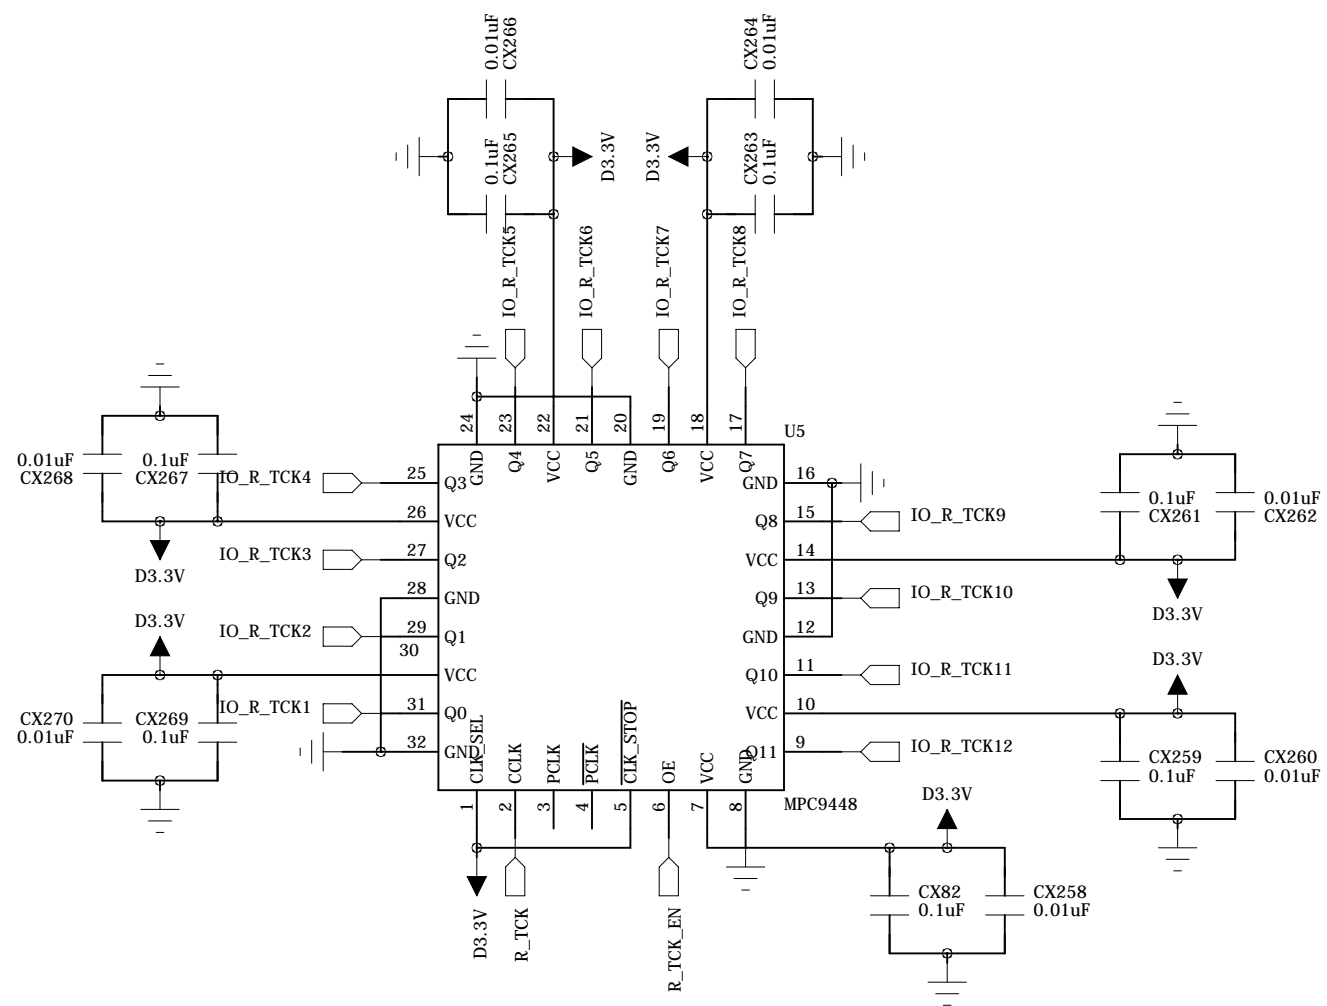 0.01uF
CX266
0.1uF
CX265
D3.3V
D3.3V
CX264
0.01uF
CX263
0.1uF
IO_R_TCK5
IO_R_TCK6
IO_R_TCK7
IO_R_TCK8
24
23
22
21
20
19
18
17
U5
GND
Q4
VCC
Q5
GND
Q6
VCC
Q7
0.01uF
CX268
0.1uF
CX267
IO_R_TCK4
25
Q3
26
VCC
D3.3V
IO_R_TCK3
27
Q2
28
GND
D3.3V
IO_R_TCK2
29
Q1
30
VCC
CX270
0.01uF
CX269
0.1uF
IO_R_TCK1
31
Q0
32
GND
GND
16
Q8
15
IO_R_TCK9
VCC
14
0.1uF
CX261
0.01uF
CX262
D3.3V
Q9
13
IO_R_TCK10
GND
12
Q10
11
IO_R_TCK11
D3.3V
VCC
10
Q11
9
IO_R_TCK12
CX259
0.1uF
CX260
0.01uF
CLK_SEL
CCLK
PCLK
PCLK
CLK_STOP
OE
VCC
GND
MPC9448
1
2
3
4
5
6
7
8
D3.3V
R_TCK
R_TCK_EN
D3.3V
CX82
0.1uF
CX258
0.01uF